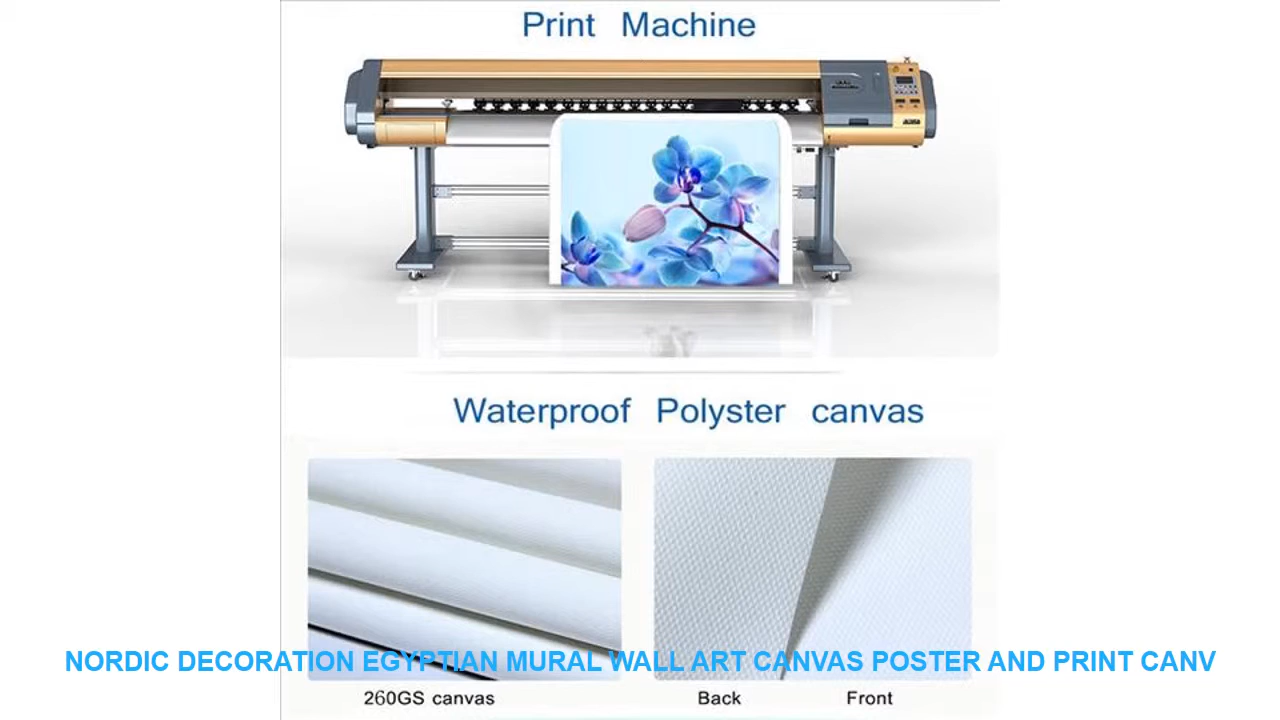 Print Machine
Waterproof Polyster canvas
NORDIC DECORATION EGYPTIAN MURAL WALL ART CANVAS POSTER AND PRINT CANV
260GS canvas
Back
Front